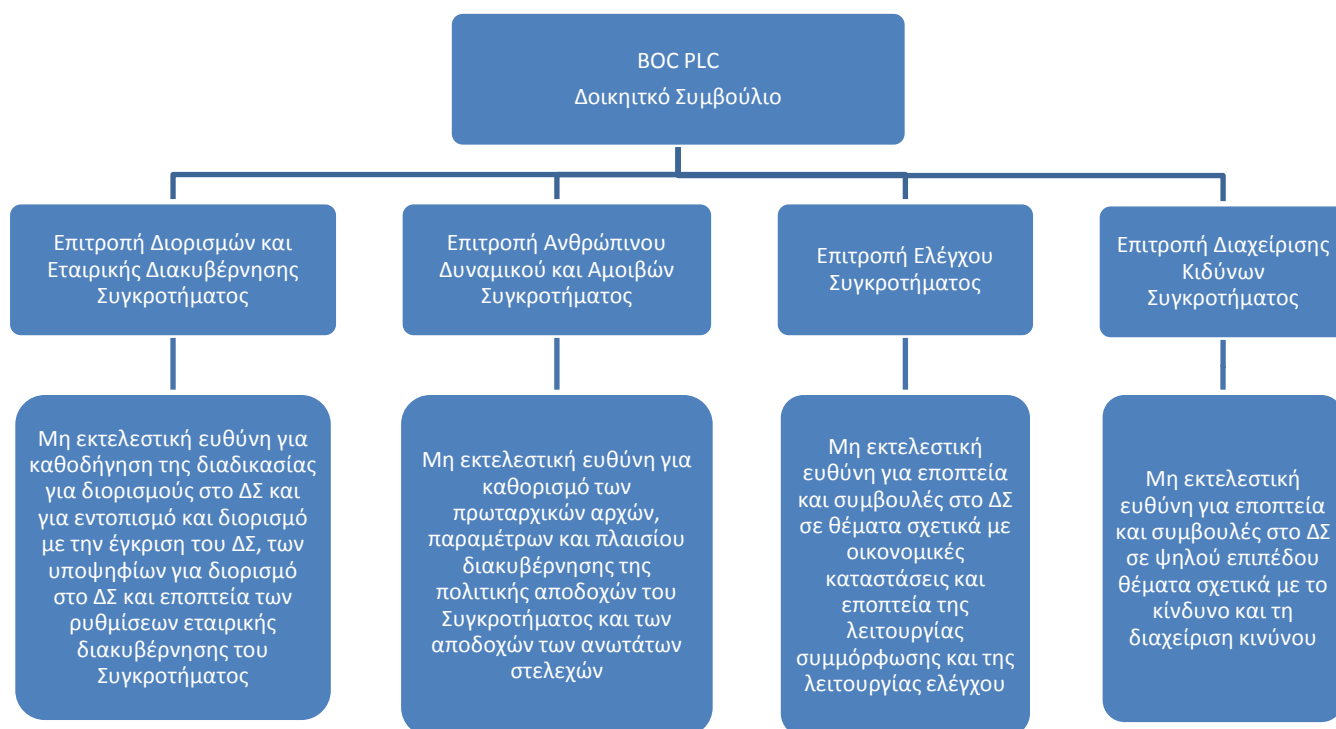 BOC PLC
Δοικηιτκό Συμβούλιο
Επιτροπή Διορισμών και
Εταιρικής Διακυβέρνησης
Συγκροτήματος
Επιτροπή Ανθρώπινου
Δυναμικού και Αμοιβών
Συγκροτήματος
Επιτροπή Ελέγχου
Συγκροτήματος
Επιτροπή Διαχείρισης
Κιδύνων
Συγκροτήματος
Μη εκτελεστική ευθύνη για
καθοδήγηση της διαδικασίας
για διορισμούς στο ΔΣ και
για εντοπισμό και διορισμό
με την έγκριση του ΔΣ, των
υποψηφίων για διορισμό
στο ΔΣ και εποπτεία των
ρυθμίσεων εταιρικής
διακυβέρνησης του
Συγκροτήματος
Μη εκτελεστική ευθύνη για
καθορισμό των
πρωταρχικών αρχών,
παραμέτρων και πλαισίου
διακυβέρνησης της
πολιτικής αποδοχών του
Συγκροτήματος και των
αποδοχών των ανωτάτων
στελεχών
Μη εκτελεστική
ευθύνη για εποπτεία
και συμβουλές στο ΔΣ
σε θέματα σχετικά με
οικονομικές
καταστάσεις και
εποπτεία της
λειτουργίας
συμμόρφωσης και της
λειτουργίας ελέγχου
Μη εκτελεστική
ευθύνη για εποπτεία
και συμβουλές στο ΔΣ
σε ψηλού επιπέδου
θέματα σχετικά με το
κίνδυνο και τη
διαχείριση κινύνου